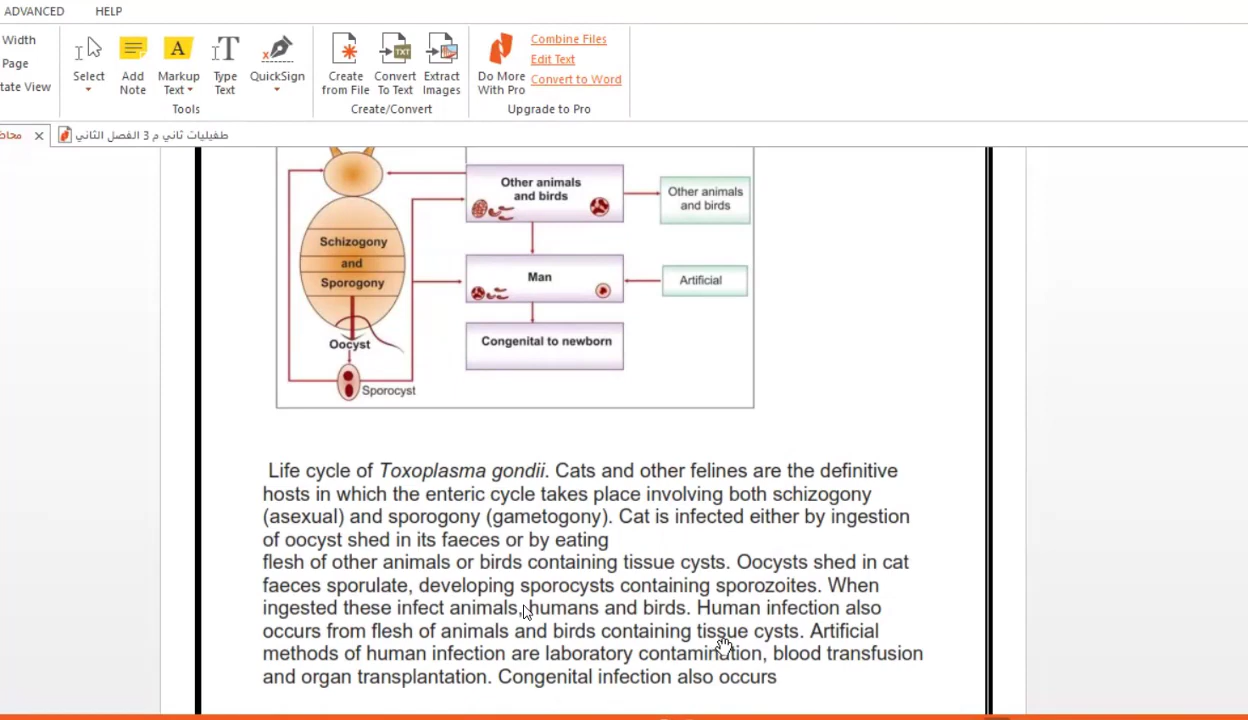 ADVANCED HELP
Width
Page
tate View
Select
Add
Note
Markup
Text
Type
Text
QuickSign
Tools
Create
from File
Convert
To Text
Extract
Images
Create/Convert
Do More
With Pro
Combine Files
Edit Text
Convert to Word
Upgrade to Pro
محاض
طفيليات ثاني م 3 الفصل الثاني
Other animals
and birds
Other animals
and birds
Schizogony
and
Sporogony
Man
Artificial
Oocyst
Congenital to newborn
Sporocyst
Life cycle of Toxoplasma gondii. Cats and other felines are the definitive
hosts in which the enteric cycle takes place involving both schizogony
(asexual) and sporogony (gametogony). Cat is infected either by ingestion
of oocyst shed in its faeces or by eating
flesh of other animals or birds containing tissue cysts. Oocysts shed in cat
faeces sporulate, developing sporocysts containing sporozoites. When
ingested these infect animals, humans and birds. Human infection also
occurs from flesh of animals and birds containing tissue cysts. Artificial
methods of human infection are laboratory contamination, blood transfusion
and organ transplantation. Congenital infection also occurs